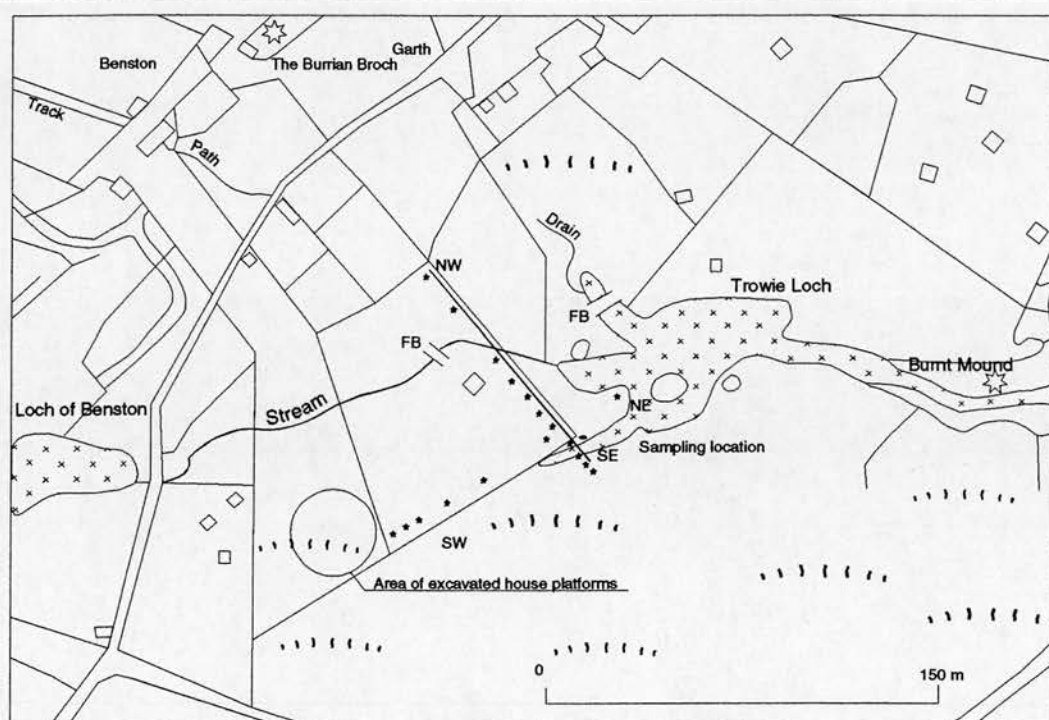 Garth
Benston
The Burrian Broch
Track
Path
Drain
NW
Trowie Loch
FB
FB
Burnt Mound
Loch of Benston
Stream
NE
Sampling location
SE
SW
Area of excavated house platforms
0
150 m